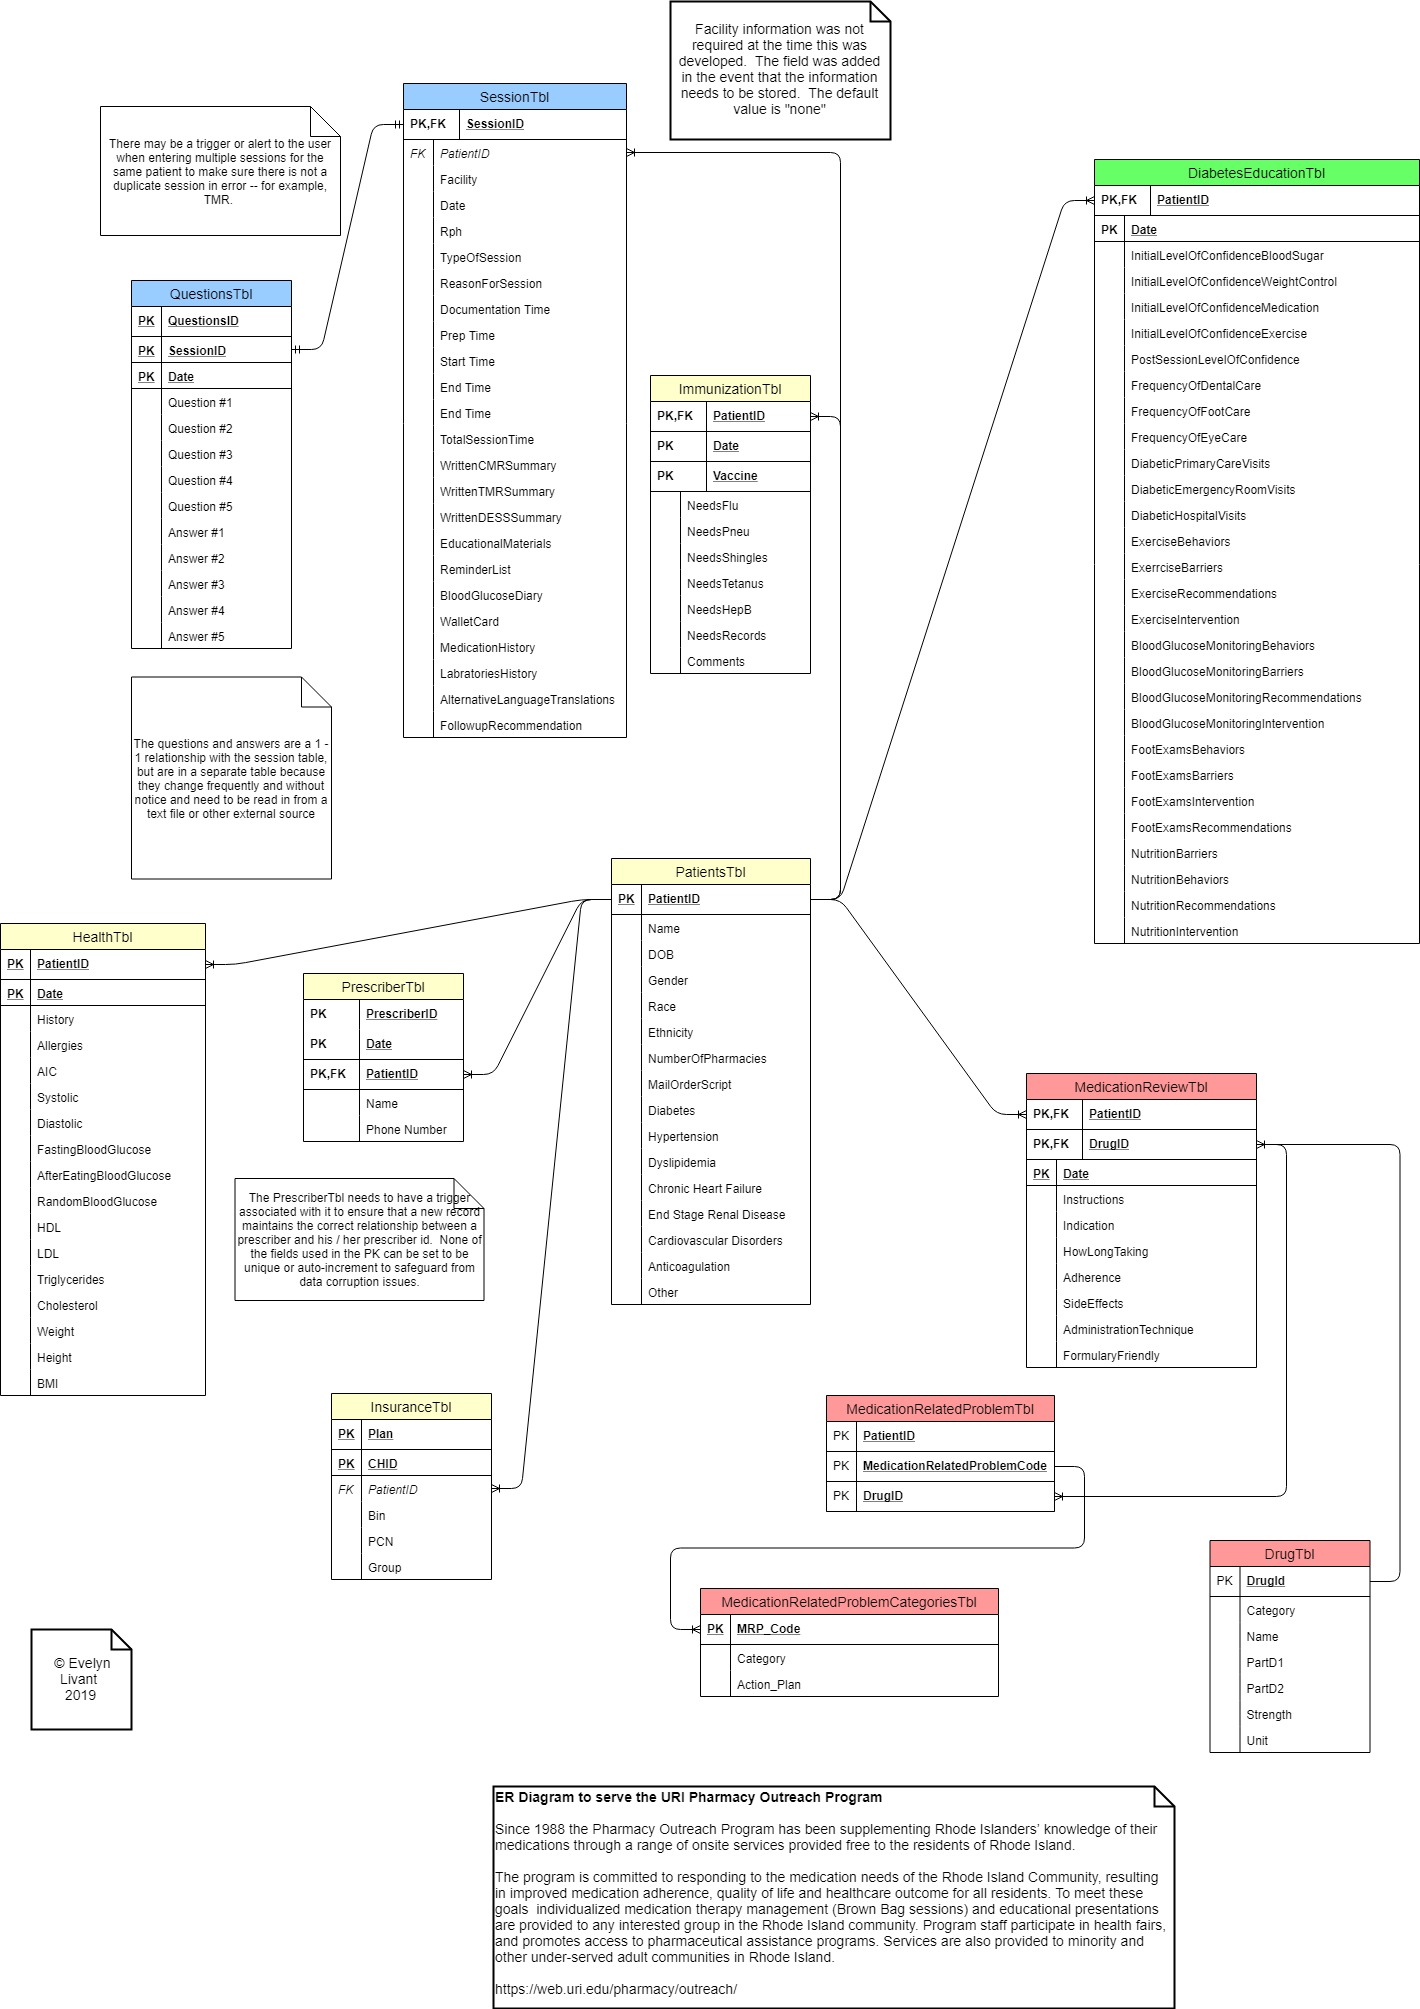 Facility information was not
required at the time this was
developed.  The field was added
in the event that the information
needs to be stored.  The default
value is "none"
There may be a trigger or alert to the user
when entering multiple sessions for the
same patient to make sure there is not a
duplicate session in error -- for example,
TMR.
SessionTbl
PK,FK SessionID
FK PatientID
Facility
Date
Rph
TypeOfSession
ReasonForSession
Documentation Time
Prep Time
Start Time
End Time
End Time
TotalSessionTime
WrittenCMRSummary
WrittenTMRSummary
WrittenDESSSummary
EducationalMaterials
ReminderList
BloodGlucoseDiary
WalletCard
MedicationHistory
LabratoriesHistory
AlternativeLanguageTranslations
FollowupRecommendation
QuestionsTbl
PK QuestionsID
PK SessionID
PK Date
Question #1
Question #2
Question #3
Question #4
Question #5
Answer #1
Answer #2
Answer #3
Answer #4
Answer #5
The questions and answers are a 1 -
1 relationship with the session table,
but are in a separate table because
they change frequently and without
notice and need to be read in from a
text file or other external source
ImmunizationTbl
PK,FK PatientID
PK Date
PK Vaccine
NeedsFlu
NeedsPneu
NeedsShingles
NeedsTetanus
NeedsHepB
NeedsRecords
Comments
DiabetesEducationTbl
PK,FK PatientID
PK Date
InitialLevelOfConfidenceBloodSugar
InitialLevelOfConfidenceWeightControl
InitialLevelOfConfidenceMedication
InitialLevelOfConfidenceExercise
PostSessionLevelOfConfidence
FrequencyOfDentalCare
FrequencyOfFootCare
FrequencyOfEyeCare
DiabeticPrimaryCareVisits
DiabeticEmergencyRoomVisits
DiabeticHospitalVisits
ExerciseBehaviors
ExerrciseBarriers
ExerciseRecommendations
ExerciseIntervention
BloodGlucoseMonitoringBehaviors
BloodGlucoseMonitoringBarriers
BloodGlucoseMonitoringRecommendations
BloodGlucoseMonitoringIntervention
FootExamsBehaviors
FootExamsBarriers
FootExamsIntervention
FootExamsRecommendations
NutritionBarriers
NutritionBehaviors
NutritionRecommendations
NutritionIntervention
PatientsTbl
PK PatientID
Name
DOB
Gender
Race
Ethnicity
NumberOfPharmacies
MailOrderScript
Diabetes
Hypertension
Dyslipidemia
Chronic Heart Failure
End Stage Renal Disease
Cardiovascular Disorders
Anticoagulation
Other
HealthTbl
PK PatientID
PK Date
History
Allergies
AIC
Systolic
Diastolic
FastingBloodGlucose
AfterEatingBloodGlucose
RandomBloodGlucose
HDL
LDL
Triglycerides
Cholesterol
Weight
Height
BMI
PrescriberTbl
PK PrescriberID
PK Date
PK,FK PatientID
Name
Phone Number
The PrescriberTbl needs to have a trigger
associated with it to ensure that a new record
maintains the correct relationship between a
prescriber and his / her prescriber id.  None of
the fields used in the PK can be set to be
unique or auto-increment to safeguard from
data corruption issues.
InsuranceTbl
PK Plan
PK CHID
FK PatientID
Bin
PCN
Group
MedicationReviewTbl
PK,FK PatientID
PK,FK DrugID
PK Date
Instructions
Indication
HowLongTaking
Adherence
SideEffects
AdministrationTechnique
FormularyFriendly
MedicationRelatedProblemTbl
PK PatientID
PK MedicationRelatedProblemCode
PK DrugID
MedicationRelatedProblemCategoriesTbl
PK MRP_Code
Category
Action_Plan
DrugTbl
PK DrugId
Category
Name
PartD1
PartD2
Strength
Unit
© Evelyn
Livant
2019
ER Diagram to serve the URI Pharmacy Outreach Program
Since 1988 the Pharmacy Outreach Program has been supplementing Rhode Islanders’ knowledge of their
medications through a range of onsite services provided free to the residents of Rhode Island.
The program is committed to responding to the medication needs of the Rhode Island Community, resulting
in improved medication adherence, quality of life and healthcare outcome for all residents. To meet these
goals  individualized medication therapy management (Brown Bag sessions) and educational presentations
are provided to any interested group in the Rhode Island community. Program staff participate in health fairs,
and promotes access to pharmaceutical assistance programs. Services are also provided to minority and
other under-served adult communities in Rhode Island.
https://web.uri.edu/pharmacy/outreach/